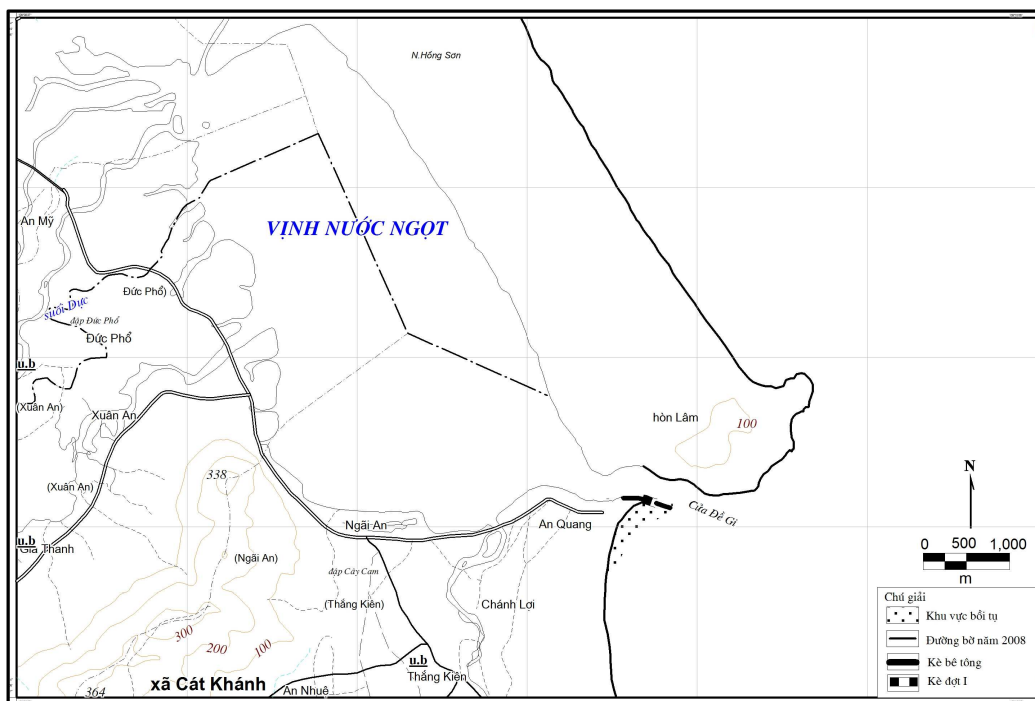 N.Hồng Sơn
An Mỹ
VỊNH NƯỚC NGỌT
Đức Phổ)
suối Dực
đập Đức Phổ
Đức Phổ
u.b
(Xuân An)
Xuân An
hòn Lâm
100
338
(Xuân An)
N
Cửa Đề Gi
Ngãi An
An Quang
u.b
Gia Thanh
(Ngãi An)
0 500 1,000
m
đập Cây Cam
(Thắng Kiên)
Chánh Lợi
Chú giải
Khu vực bồi tụ
Đường bờ năm 2008
Kè bê tông
Kè đợt I
300
200
100
u.b
Thắng Kiên
364
xã Cát Khánh
An Nhuệ